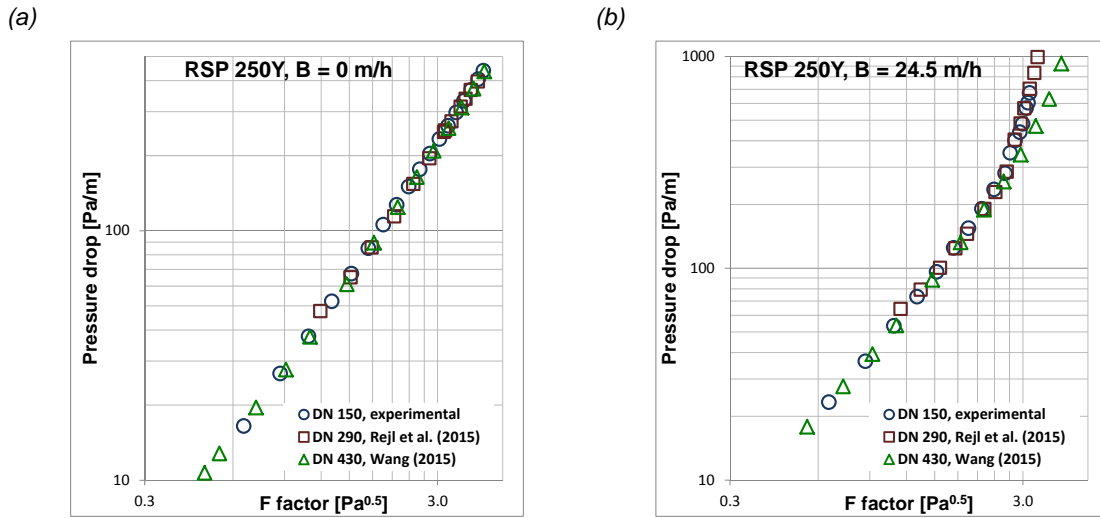 (a)
RSP 250Y, B = 0 m/h
Pressure drop [Pa/m]
100
10
DN 150, experimental
DN 290, Rejl et al. (2015)
DN 430, Wang (2015)
0.3
F factor [Pa0.5]
3.0
(b)
1000
RSP 250Y, B = 24.5 m/h
Pressure drop [Pa/m]
100
10
DN 150, experimental
DN 290, Rejl et al. (2015)
DN 430, Wang (2015)
0.3
F factor [Pa0.5]
3.0